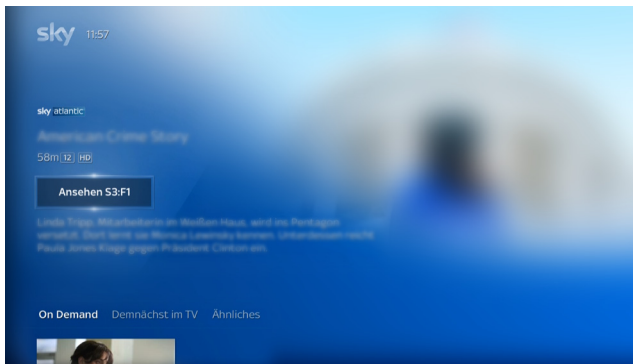 sky 11:57
sky atlantic
American Crime Story
58m 12 HD
Ansehen S3:F1
Linda Tripp, Mitarbeiterin im Weißen Haus, wird ins Pentagon
versetzt. Dort lernt sie Monica Lewinsky kennen. Unterdessen reicht
Paula Jones Klage gegen Präsident Clinton ein.
On Demand Demnächst im TV Ähnliches